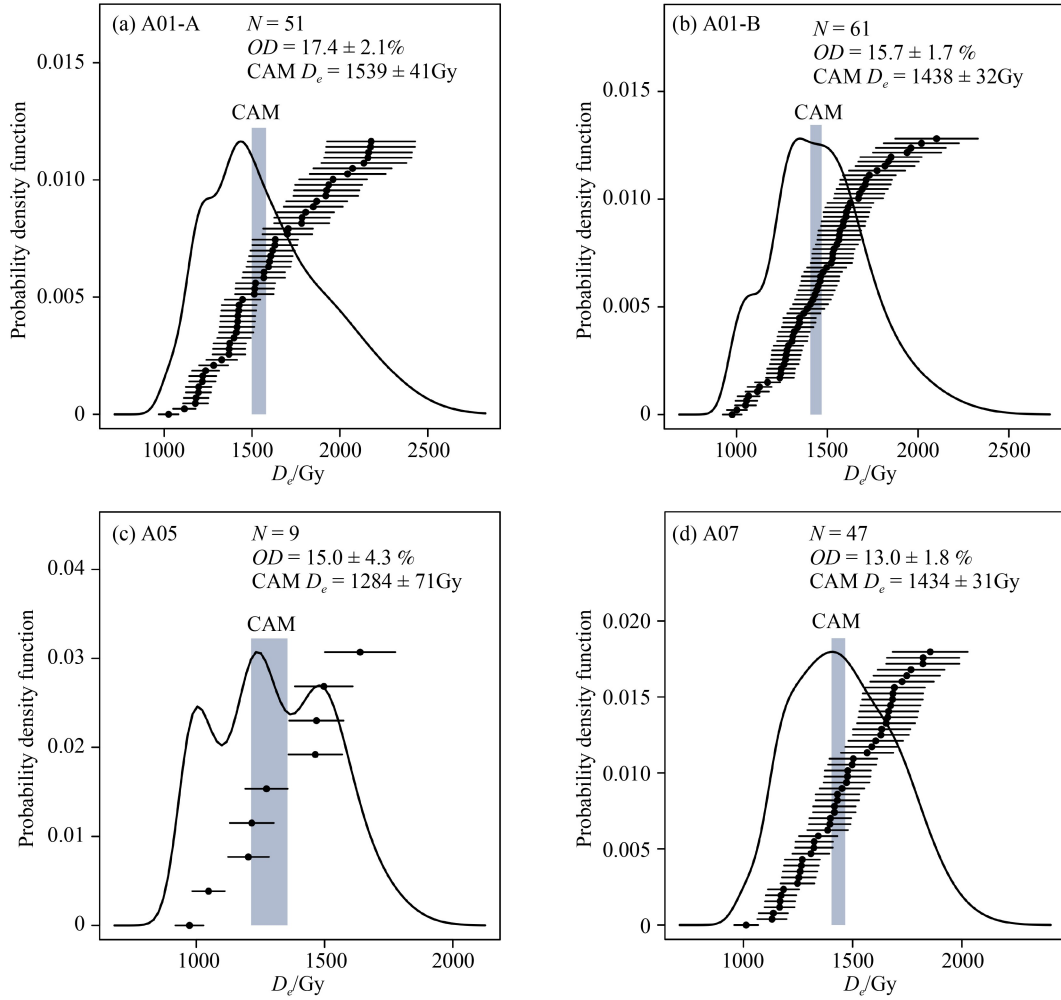 (a) A01-A
N = 51
OD = 17.4 ± 2.1%
CAM De = 1539 ± 41Gy
CAM
Probability density function
0.015
0.010
0.005
0
1000 1500 2000 2500
De/Gy
(b) A01-B
N = 61
OD = 15.7 ± 1.7 %
CAM De = 1438 ± 32Gy
CAM
Probability density function
0.015
0.010
0.005
0
1000 1500 2000 2500
De/Gy
(c) A05
N = 9
OD = 15.0 ± 4.3 %
CAM De = 1284 ± 71Gy
CAM
Probability density function
0.04
0.03
0.02
0.01
0
1000 1500 2000
De/Gy
(d) A07
N = 47
OD = 13.0 ± 1.8 %
CAM De = 1434 ± 31Gy
CAM
Probability density function
0.020
0.015
0.010
0.005
0
1000 1500 2000
De/Gy